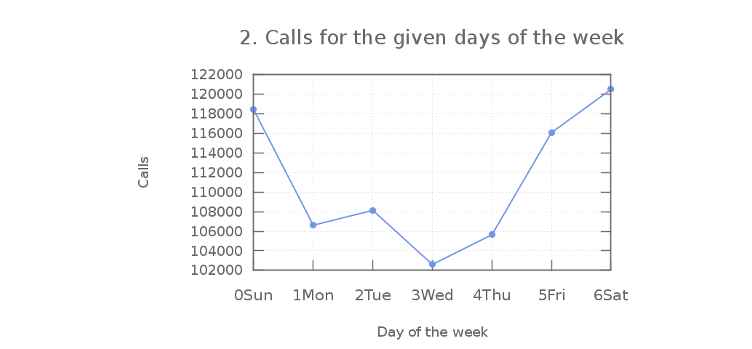 2. Calls for the given days of the week
122000
120000
118000
116000
114000
112000
110000
108000
106000
104000
102000
Calls
0Sun 1Mon 2Tue 3Wed 4Thu 5Fri 6Sat
Day of the week